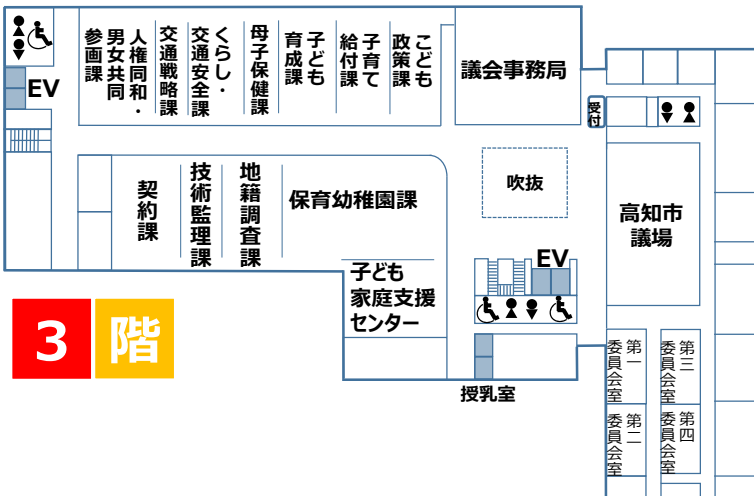 人権同和・
男女共同
参画課
交通戦略課
くらし・
交通安全課
母子保健課
子ども
育成課
子育て
給付課
こども
政策課
議会事務局
EV
受付
契約課
技術監理課
地籍調査課
保育幼稚園課
吹抜
高知市
議場
子ども
家庭支援
センター
EV
3
階
授乳室
第一
委員会室
第三
委員会室
第二
委員会室
第四
委員会室